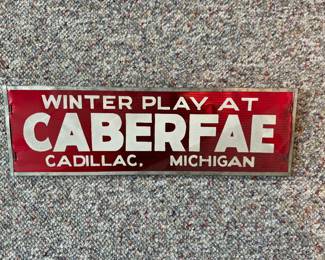 WINTER PLAY AT
CABERFAE
CADILLAC, MICHIGAN